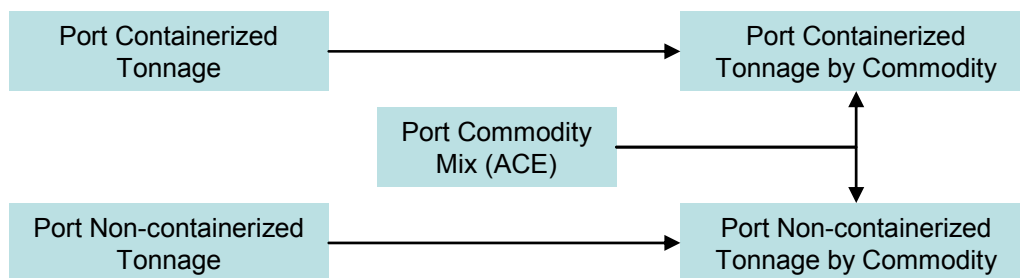 Port Containerized
Tonnage
Port Containerized
Tonnage by Commodity
Port Commodity
Mix (ACE)
Port Non-containerized
Tonnage
Port Non-containerized
Tonnage by Commodity